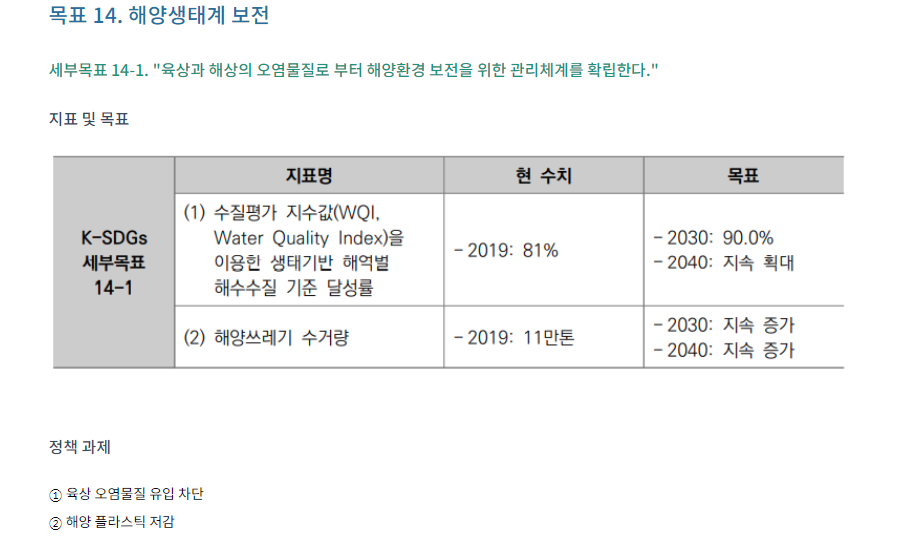 목표 14. 해양생태계 보전
세부목표 14-1. "육상과 해상의 오염물질로 부터 해양환경 보전을 위한 관리체계를 확립한다."
지표 및 목표
지표명
현 수치
목표
K-SDGs
세부목표
14-1
(1) 수질평가 지수값(WQI,
Water Quality Index)을
이용한 생태기반 해역별
해수수질 기준 달성률
- 2019: 81%
- 2030: 90.0%
- 2040: 지속 확대
(2) 해양쓰레기 수거량
- 2019: 11만톤
- 2030: 지속 증가
- 2040: 지속 증가
정책 과제
① 육상 오염물질 유입 차단
② 해양 플라스틱 저감